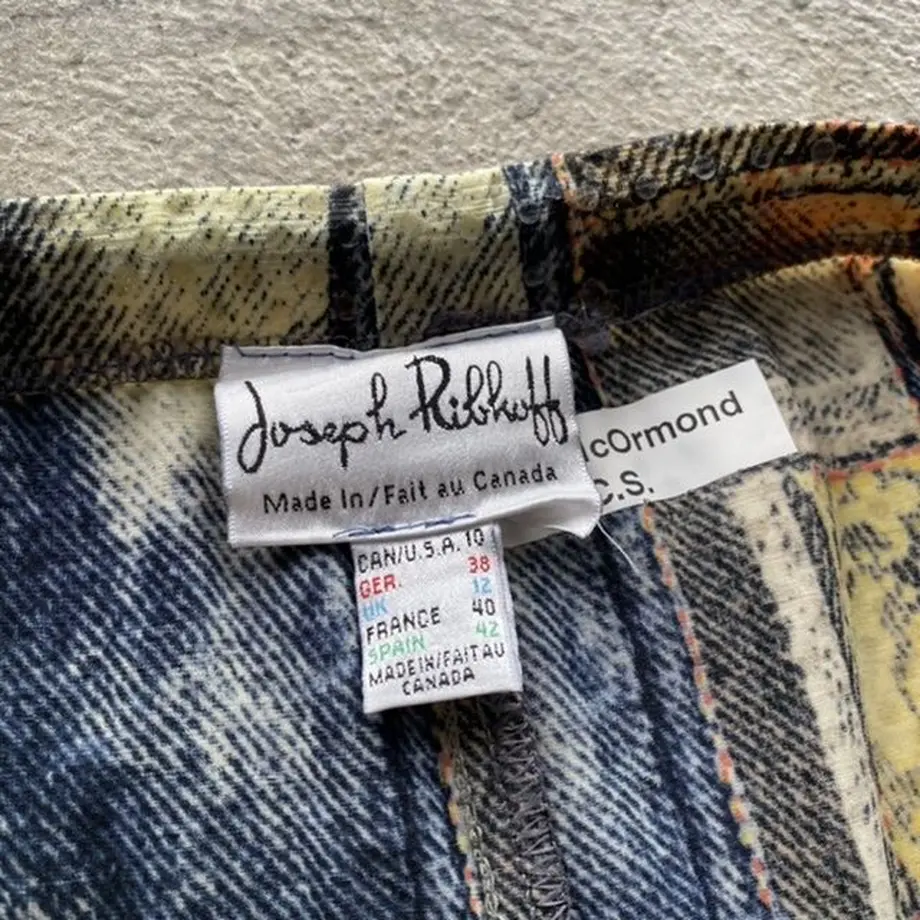 Joseph Ribkoff
Made In/Fait au Canada
cOrmond
C.S.
CAN/U.S.A. 10
GER. 38
UK 12
FRANCE 40
SPAIN 42
MADE IN/FAIT AU
CANADA